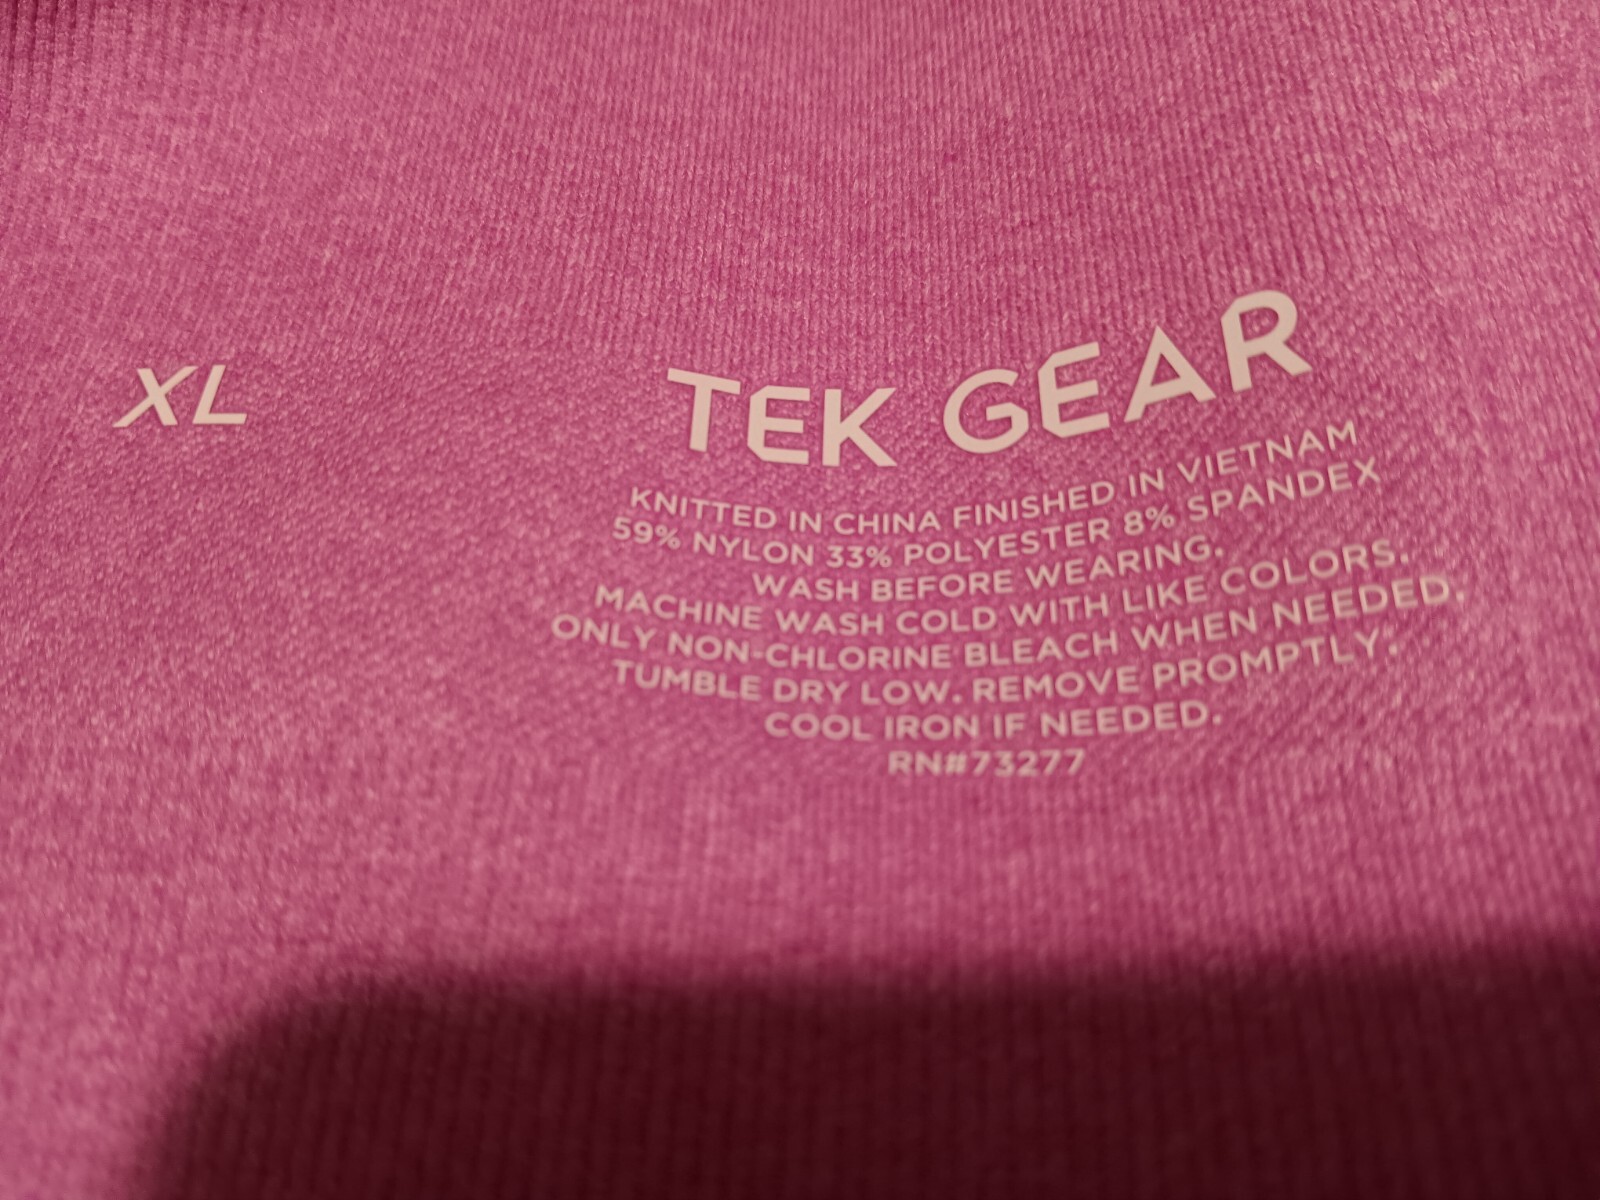 XL
TEK GEAR
KNITTED IN CHINA FINISHED IN VIETNAM
59% NYLON 33% POLYESTER 8% SPANDEX
WASH BEFORE WEARING.
MACHINE WASH COLD WITH LIKE COLORS.
ONLY NON-CHLORINE BLEACH WHEN NEEDED.
TUMBLE DRY LOW. REMOVE PROMPTLY.
COOL IRON IF NEEDED.
RN#73277